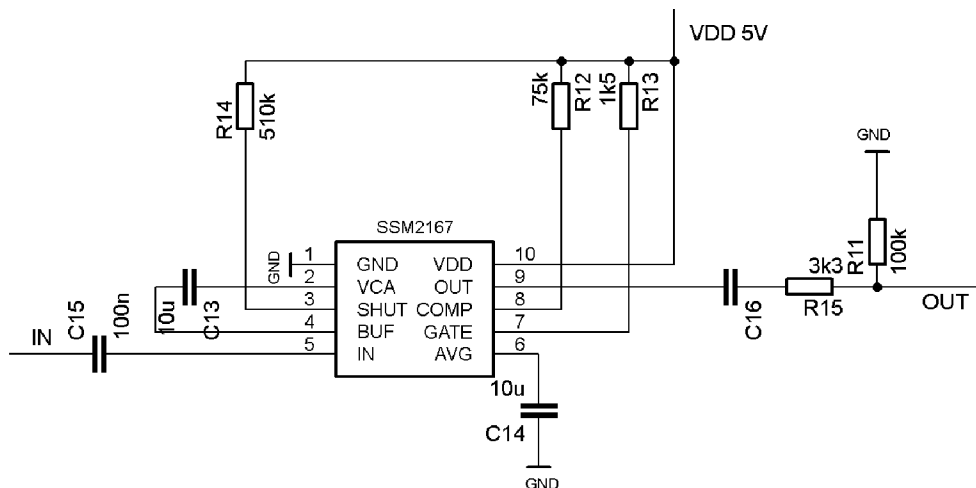 VDD 5V
R14
510k
75k
R12
1k5
R13
GND
R11
100k
SSM2167
GND
1 GND VDD 10
2 VCA OUT 9
3 SHUT COMP 8
4 BUF GATE 7
5 IN AVG 6
IN
C15
100n
10u
C13
C16
3k3
R15
OUT
10u
C14
GND